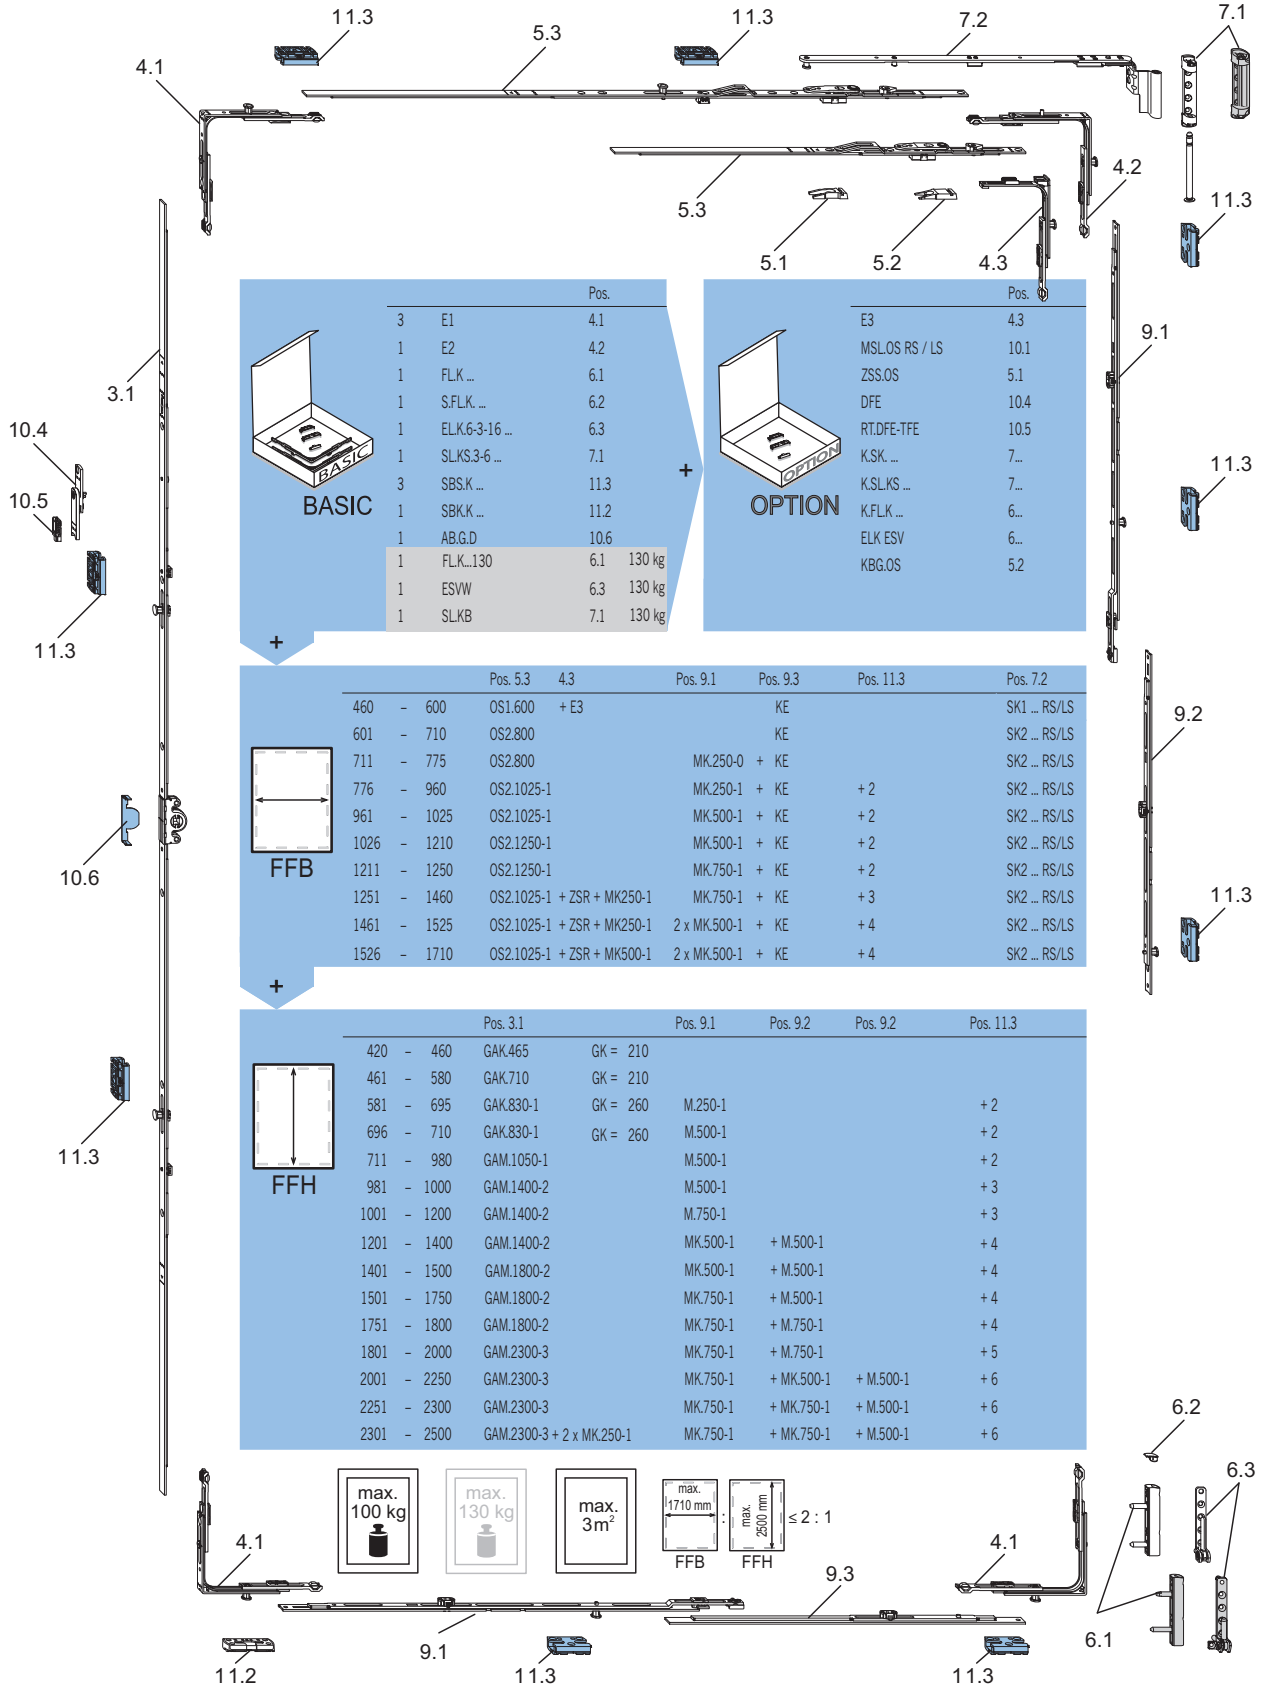 11.3
5.3
11.3
7.2
7.1
4.1
4.2
5.3
11.3
5.1
5.2
4.3
3.1
9.1
10.4
10.5
11.3
11.3
10.6
9.2
11.3
11.3
Pos.
3 E1 4.1
1 E2 4.2
1 FL.K ... 6.1
1 S.FL.K. ... 6.2
1 EL.K.6-3-16 ... 6.3
1 SL.KS.3-6 ... 7.1
3 SBS.K ... 11.3
1 SBK.K ... 11.2
1 AB.G.D 10.6
1 FL.K...130 6.1 130 kg
1 ESVW 6.3 130 kg
1 SL.KB 7.1 130 kg
BASIC
BASIC
+
+
Pos.
E3 4.3
MSL.OS RS / LS 10.1
ZSS.OS 5.1
DFE 10.4
RT.DFE-TFE 10.5
K.SK. ... 7...
K.SL.KS ... 7...
K.FL.K ... 6...
ELK ESV 6...
KBG.OS 5.2
OPTION
OPTION
Pos. 5.3 4.3 Pos. 9.1 Pos. 9.3 Pos. 11.3 Pos. 7.2
460 – 600 OS1.600 + E3 KE SK1 ... RS/LS
601 – 710 OS2.800 KE SK2 ... RS/LS
711 – 775 OS2.800 MK.250-0 + KE SK2 ... RS/LS
776 – 960 OS2.1025-1 MK.250-1 + KE + 2 SK2 ... RS/LS
961 – 1025 OS2.1025-1 MK.500-1 + KE + 2 SK2 ... RS/LS
1026 – 1210 OS2.1250-1 MK.500-1 + KE + 2 SK2 ... RS/LS
1211 – 1250 OS2.1250-1 MK.750-1 + KE + 2 SK2 ... RS/LS
1251 – 1460 OS2.1025-1 + ZSR + MK250-1 MK.750-1 + KE + 3 SK2 ... RS/LS
1461 – 1525 OS2.1025-1 + ZSR + MK250-1 2 x MK.500-1 + KE + 4 SK2 ... RS/LS
1526 – 1710 OS2.1025-1 + ZSR + MK500-1 2 x MK.500-1 + KE + 4 SK2 ... RS/LS
FFB
+
Pos. 3.1 Pos. 9.1 Pos. 9.2 Pos. 9.2 Pos. 11.3
420 – 460 GAK.465 GK = 210
461 – 580 GAK.710 GK = 210
581 – 695 GAK.830-1 GK = 260 M.250-1 + 2
696 – 710 GAK.830-1 GK = 260 M.500-1 + 2
711 – 980 GAM.1050-1 M.500-1 + 2
981 – 1000 GAM.1400-2 M.500-1 + 3
1001 – 1200 GAM.1400-2 M.750-1 + 3
1201 – 1400 GAM.1400-2 MK.500-1 + M.500-1 + 4
1401 – 1500 GAM.1800-2 MK.500-1 + M.500-1 + 4
1501 – 1750 GAM.1800-2 MK.750-1 + M.500-1 + 4
1751 – 1800 GAM.1800-2 MK.750-1 + M.750-1 + 4
1801 – 2000 GAM.2300-3 MK.750-1 + M.750-1 + 5
2001 – 2250 GAM.2300-3 MK.750-1 + MK.500-1 + M.500-1 + 6
2251 – 2300 GAM.2300-3 MK.750-1 + MK.750-1 + M.500-1 + 6
2301 – 2500 GAM.2300-3 + 2 x MK.250-1 MK.750-1 + MK.750-1 + M.500-1 + 6
FFH
11.3
max.
100 kg
max.
130 kg
max.
3m²
max.
1710 mm
FFB
:
max.
2500 mm
FFH
≤ 2 : 1
6.2
6.3
6.1
4.1
4.1
9.3
9.1
11.2
11.3
11.3